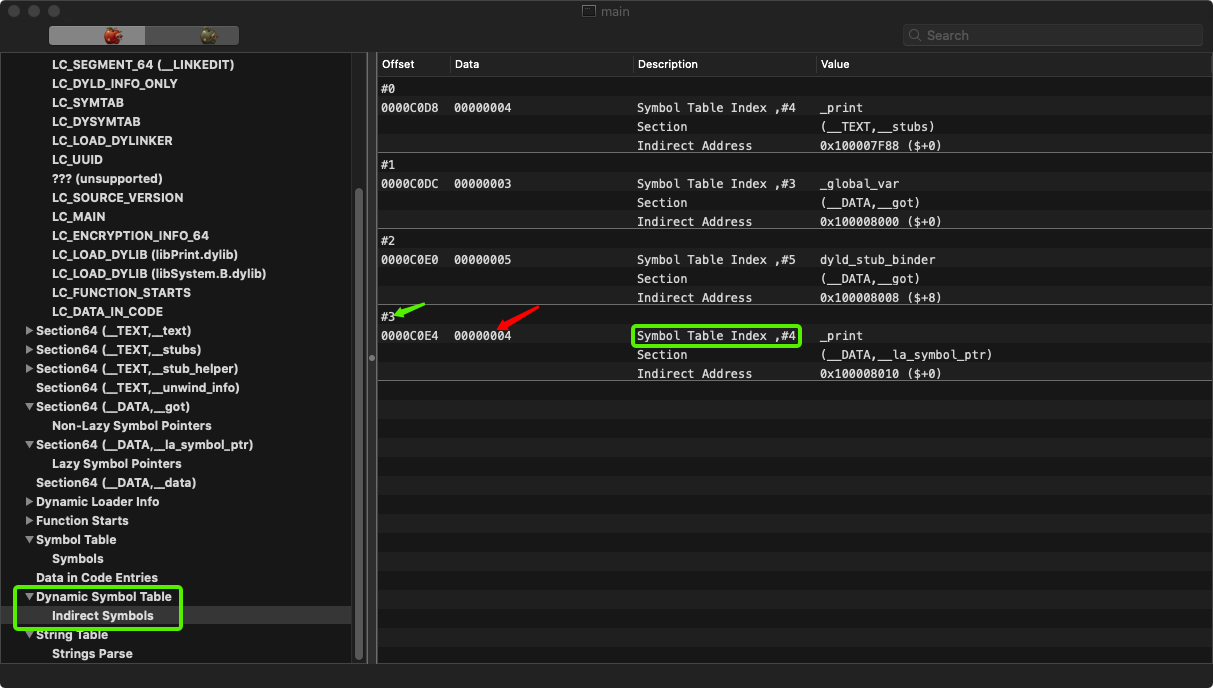 main
Search
LC_SEGMENT_64 (__LINKEDIT)
LC_DYLD_INFO_ONLY
LC_SYMTAB
LC_DYSYMTAB
LC_LOAD_DYLINKER
LC_UUID
??? (unsupported)
LC_SOURCE_VERSION
LC_MAIN
LC_ENCRYPTION_INFO_64
LC_LOAD_DYLIB (libPrint.dylib)
LC_LOAD_DYLIB (libSystem.B.dylib)
LC_FUNCTION_STARTS
LC_DATA_IN_CODE
Section64 (__TEXT,__text)
Section64 (__TEXT,__stubs)
Section64 (__TEXT,__stub_helper)
Section64 (__TEXT,__unwind_info)
Section64 (__DATA,__got)
Non-Lazy Symbol Pointers
Section64 (__DATA,__la_symbol_ptr)
Lazy Symbol Pointers
Section64 (__DATA,__data)
Dynamic Loader Info
Function Starts
Symbol Table
Symbols
Data in Code Entries
Dynamic Symbol Table
Indirect Symbols
String Table
Strings Parse
Offset Data Description Value
#0
0000C0D8 00000004 Symbol Table Index ,#4 _print
Section (__TEXT,__stubs)
Indirect Address 0x100007F88 ($+0)
#1
0000C0DC 00000003 Symbol Table Index ,#3 _global_var
Section (__DATA,__got)
Indirect Address 0x100008000 ($+0)
#2
0000C0E0 00000005 Symbol Table Index ,#5 dyld_stub_binder
Section (__DATA,__got)
Indirect Address 0x100008008 ($+8)
#3
0000C0E4 00000004 Symbol Table Index ,#4 _print
Section (__DATA,__la_symbol_ptr)
Indirect Address 0x100008010 ($+0)